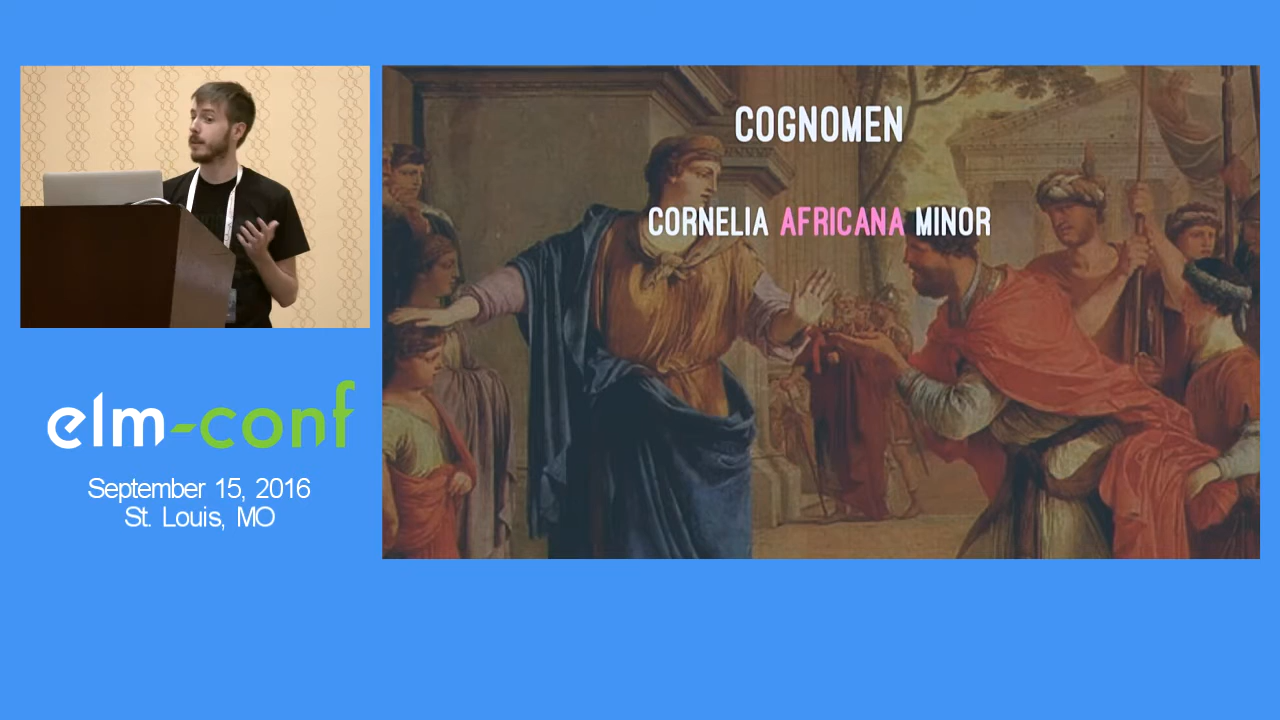 COGNOMEN
CORNELIA AFRICANA MINOR
elm-conf
September 15, 2016
St. Louis, MO